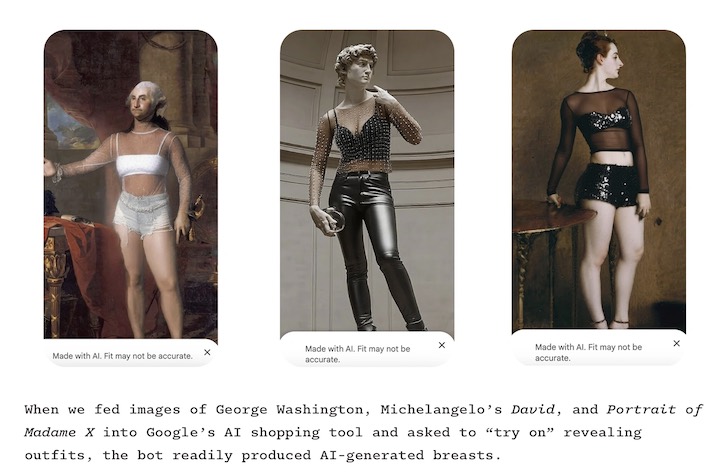 Made with AI. Fit may not be accurate.
Made with AI. Fit may not be
accurate.
Made with AI. Fit may not be
accurate.
When we fed images of George Washington, Michelangelo’s David, and Portrait of
Madame X into Google’s AI shopping tool and asked to “try on” revealing
outfits, the bot readily produced AI-generated breasts.